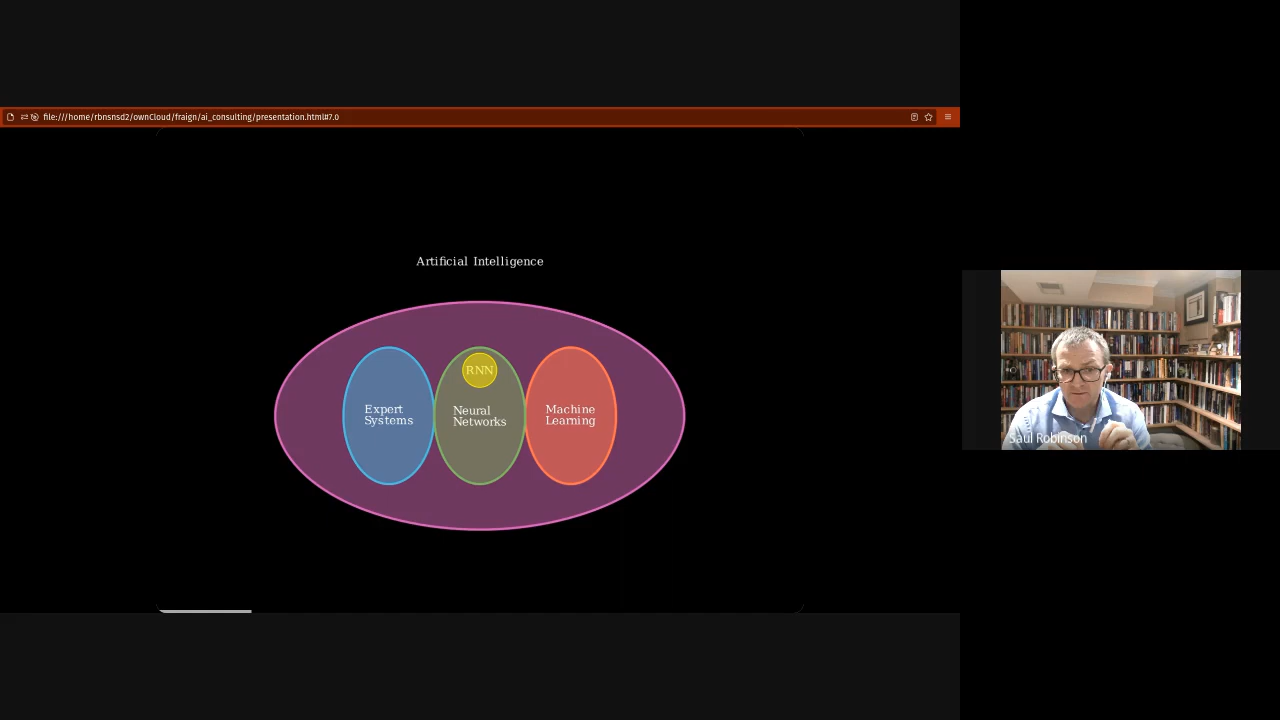 file:///home/rbnsnsd2/ownCloud/fraign/ai_consulting/presentation.html#7.0
Artificial Intelligence
RNN
Expert
Systems
Neural
Networks
Machine
Learning
Saul Robinson